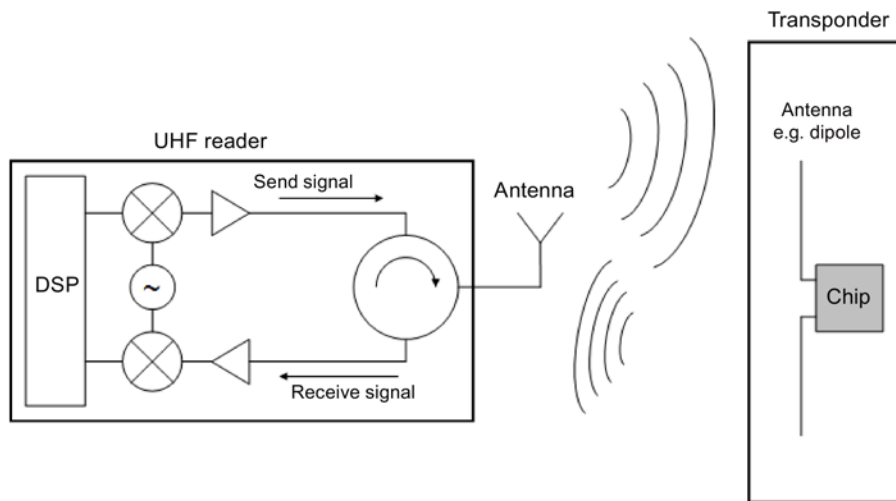 Transponder
Antenna
e.g. dipole
UHF reader
Send signal
Antenna
DSP
~
Chip
Receive signal